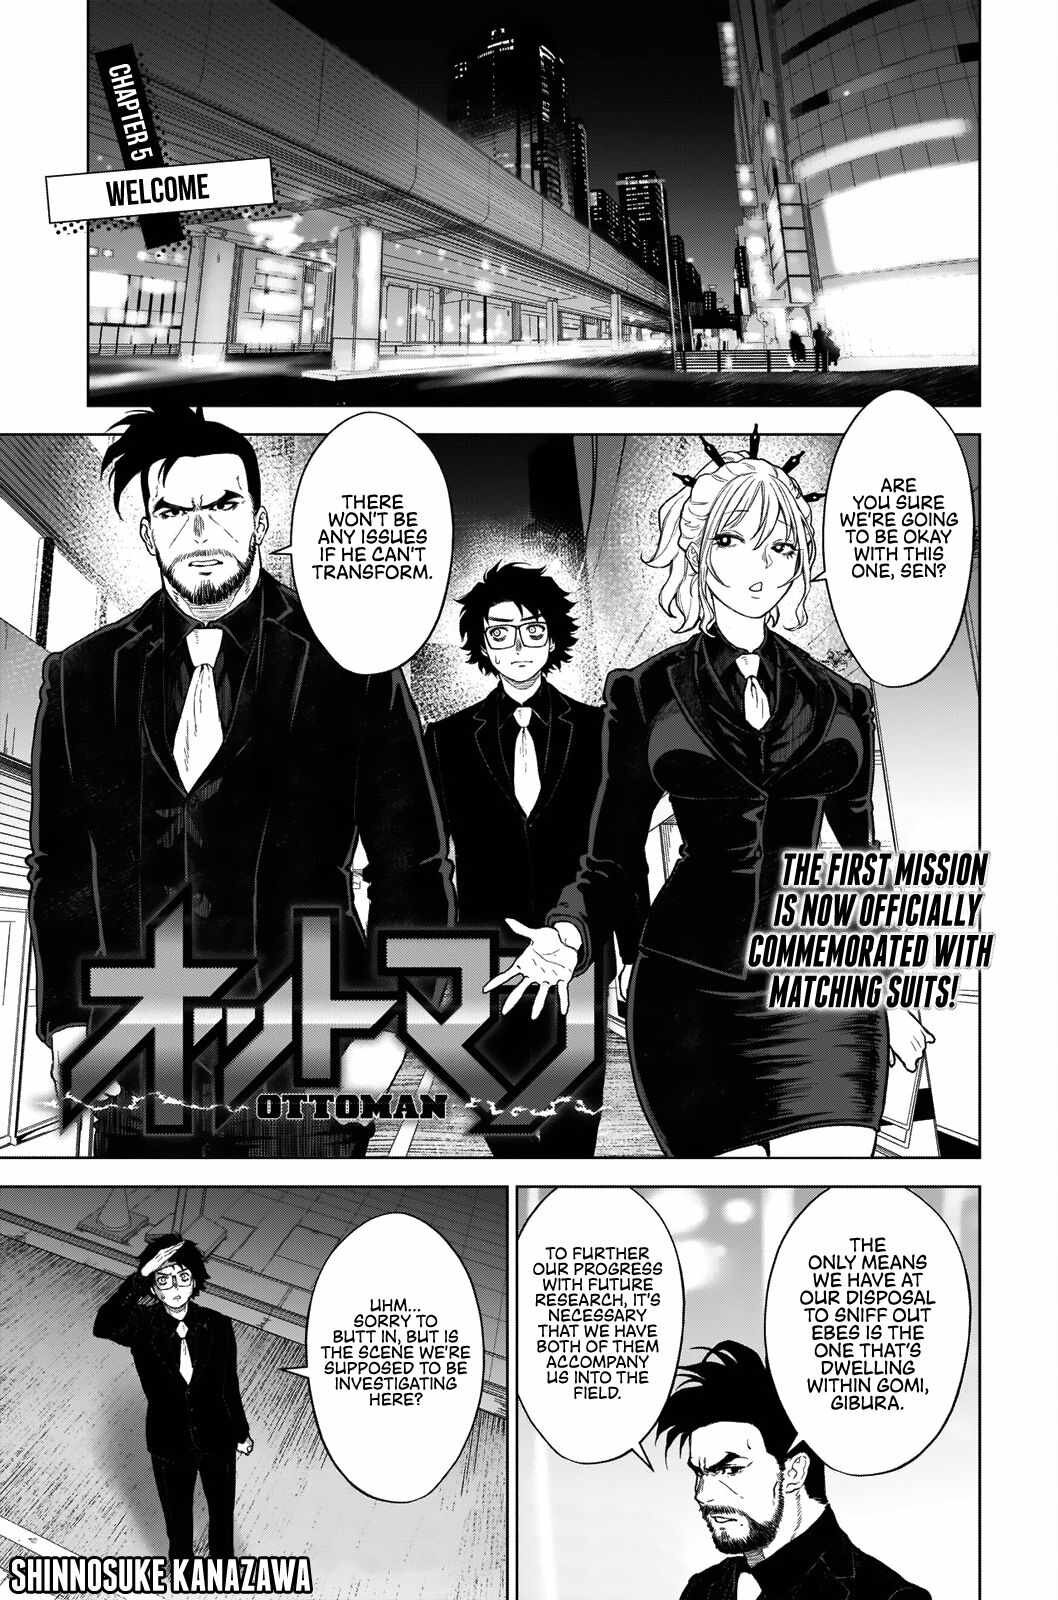 CHAPTER 5
WELCOME
ARE
YOU SURE
WE'RE GOING
TO BE OKAY
WITH THIS
ONE, SEN?
THERE
WON'T BE
ANY ISSUES
IF HE CAN'T
TRANSFORM.
THE FIRST MISSION
IS NOW OFFICIALLY
COMMEMORATED WITH
MATCHING SUITS!
オットマン
OTTOMAN
THE
ONLY MEANS
WE HAVE AT
OUR DISPOSAL
TO SNIFF OUT
EBES IS THE
ONE THAT'S
DWELLING
WITHIN GOMI,
GIBURA.
TO FURTHER
OUR PROGRESS
WITH FUTURE
RESEARCH, IT'S
NECESSARY
THAT WE HAVE
BOTH OF THEM
ACCOMPANY
US INTO THE
FIELD.
UHM...
SORRY TO
BUTT IN, BUT IS
THE SCENE WE'RE
SUPPOSED TO BE
INVESTIGATING
HERE?
SHINNOSUKE KANAZAWA